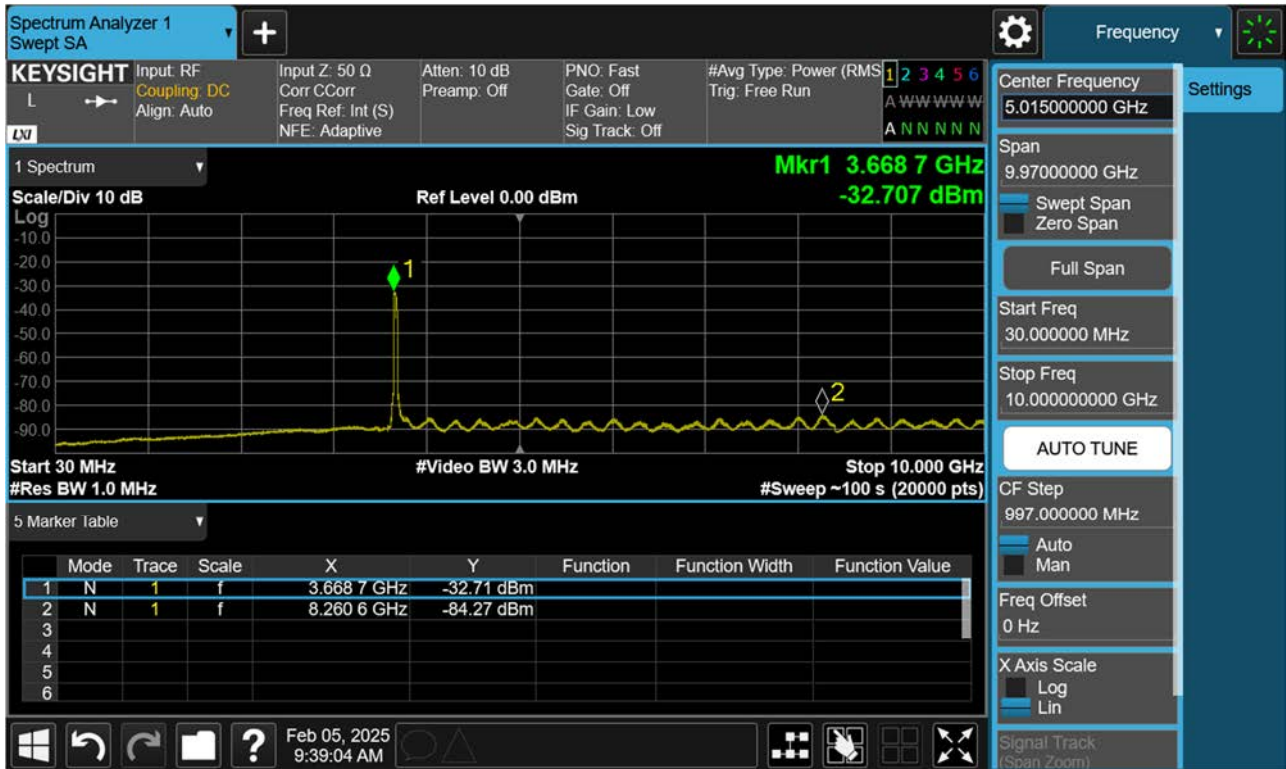 Spectrum Analyzer 1
Swept SA
+
Frequency
KEYSIGHT
L
LXI
Input: RF
Coupling: DC
Align: Auto
Input Z: 50 Ω
Corr CCorr
Freq Ref: Int (S)
NFE: Adaptive
Atten: 10 dB
Preamp: Off
PNO: Fast
Gate: Off
IF Gain: Low
Sig Track: Off
#Avg Type: Power (RMS
Trig: Free Run
1 2 3 4 5 6
A W W W W W
A N N N N N
1 Spectrum
Scale/Div 10 dB
Ref Level 0.00 dBm
Mkr1 3.668 7 GHz
-32.707 dBm
Log
-10.0
-20.0
-30.0
-40.0
-50.0
-60.0
-70.0
-80.0
-90.0
1
2
Start 30 MHz
#Video BW 3.0 MHz
Stop 10.000 GHz
#Res BW 1.0 MHz
#Sweep ~100 s (20000 pts)
5 Marker Table
Mode Trace Scale X Y Function Function Width Function Value
1 N 1 f 3.668 7 GHz -32.71 dBm
2 N 1 f 8.260 6 GHz -84.27 dBm
3
4
5
6
?
Feb 05, 2025
9:39:04 AM
Center Frequency
5.015000000 GHz
Settings
Span
9.97000000 GHz
Swept Span
Zero Span
Full Span
Start Freq
30.000000 MHz
Stop Freq
10.000000000 GHz
AUTO TUNE
CF Step
997.000000 MHz
Auto
Man
Freq Offset
0 Hz
X Axis Scale
Log
Lin
Signal Track
(Span Zoom)